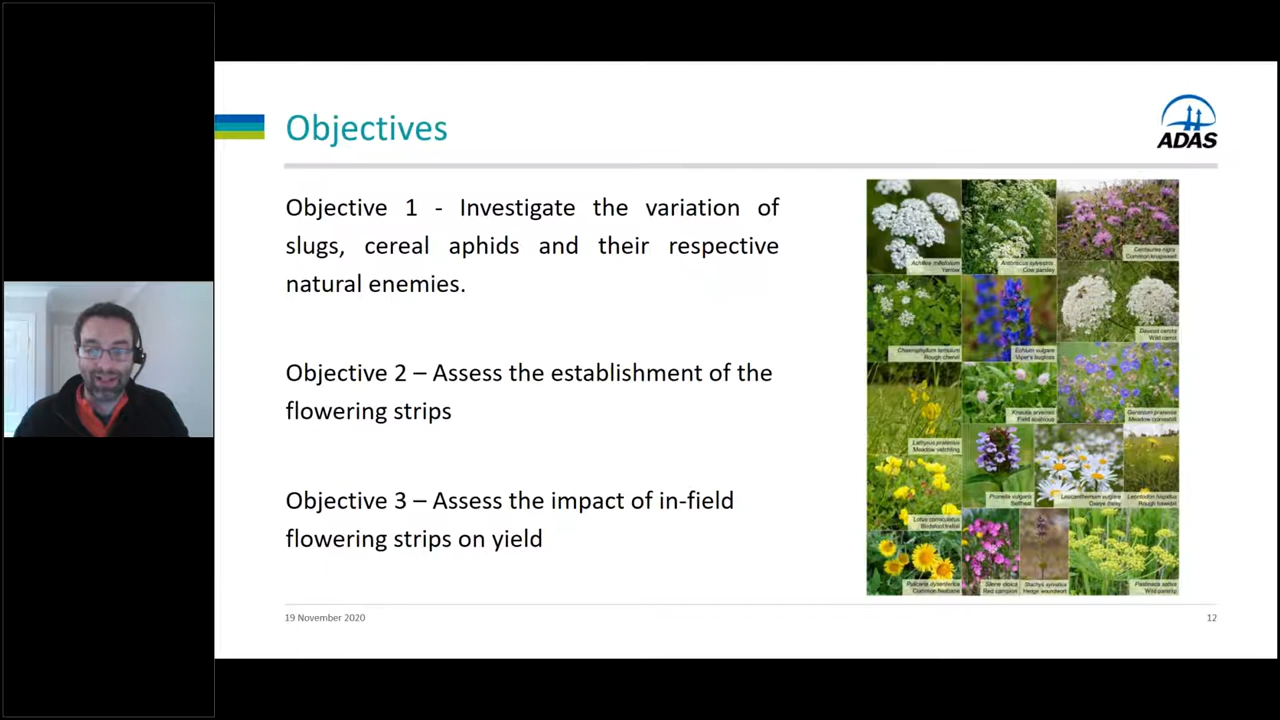 Objectives
ADAS
Objective 1 - Investigate the variation of
slugs, cereal aphids and their respective
natural enemies.
Objective 2 – Assess the establishment of the
flowering strips
Objective 3 – Assess the impact of in-field
flowering strips on yield
Achillea millefolium
Yarrow
Anthriscus sylvestris
Cow parsley
Centaurea nigra
Common knapweed
Chaerophyllum temulum
Rough chervil
Echium vulgare
Viper's bugloss
Daucus carota
Wild carrot
Knautia arvensis
Field scabious
Geranium pratense
Meadow cranesbill
Lathyrus pratensis
Meadow vetchling
Prunella vulgaris
Selfheal
Leucanthemum vulgare
Oxeye daisy
Leontodon hispidus
Rough hawkbit
Lotus corniculatus
Birdsfoot trefoil
Pulicaria dysenterica
Common fleabane
Silene dioica
Red campion
Stachys sylvatica
Hedge woundwort
Pastinaca sativa
Wild parsnip
19 November 2020
12